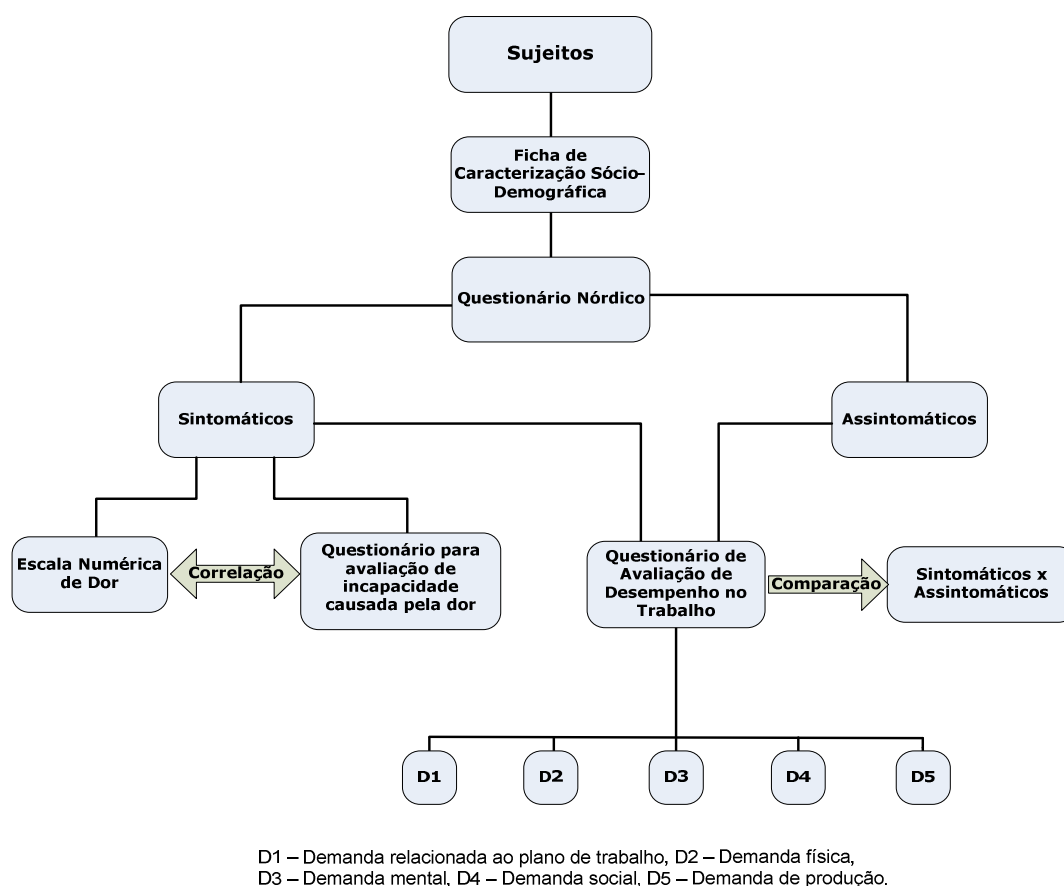 Sujeitos
Ficha de
Caracterização Sócio-
Demográfica
Questionário Nórdico
Sintomáticos
Assintomáticos
Escala Numérica
de Dor
Correlação
Questionário para
avaliação de
incapacidade
causada pela dor
Questionário de
Avaliação de
Desempenho no
Trabalho
Comparação
Sintomáticos x
Assintomáticos
D1
D2
D3
D4
D5
D1 – Demanda relacionada ao plano de trabalho, D2 – Demanda física,
D3 – Demanda mental, D4 – Demanda social, D5 – Demanda de produção.